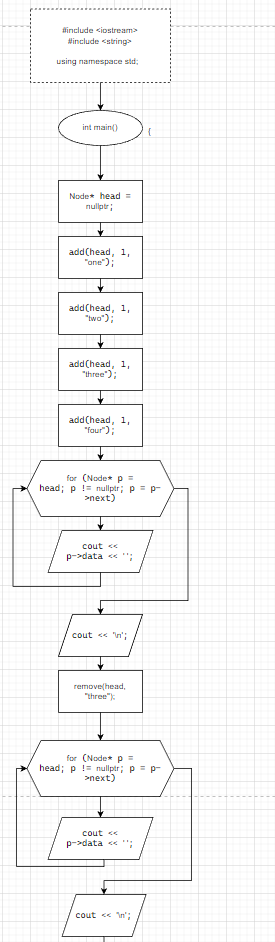 #include <iostream>
#include <string>
using namespace std;
int main()
{
Node* head =
nullptr;
add(head, 1,
"one");
add(head, 1,
"two");
add(head, 1,
"three");
add(head, 1,
"four");
for (Node* p =
head; p != nullptr; p = p-
>next)
cout <<
p->data << '';
cout << '\n';
remove(head,
"three");
for (Node* p =
head; p != nullptr; p = p-
>next)
cout <<
p->data << '';
cout << '\n';